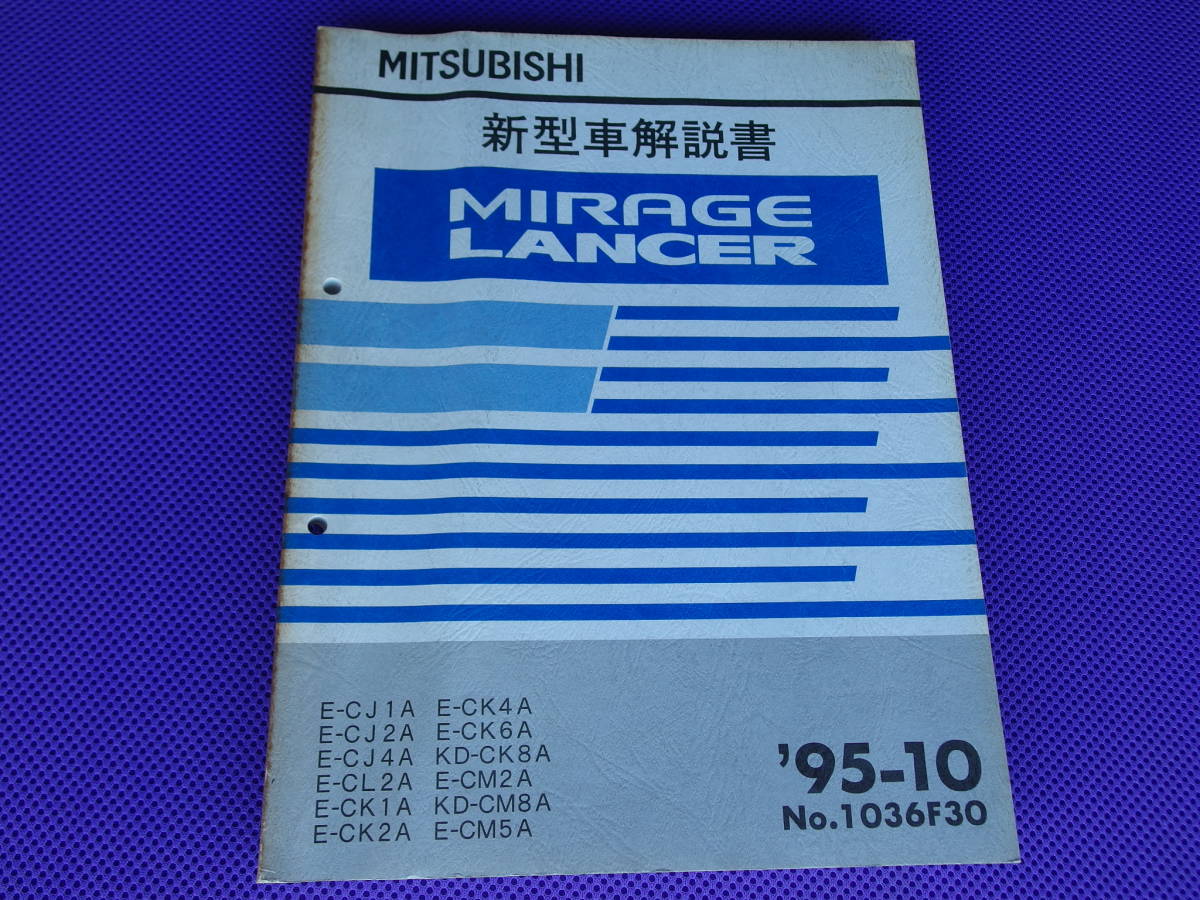 MITSUBISHI
新型車解説書
MIRAGE
LANCER
E-CJ1A E-CK4A
E-CJ2A E-CK6A
E-CJ4A KD-CK8A
E-CL2A E-CM2A
E-CK1A KD-CM8A
E-CK2A E-CM5A
'95-10
No.1036F30